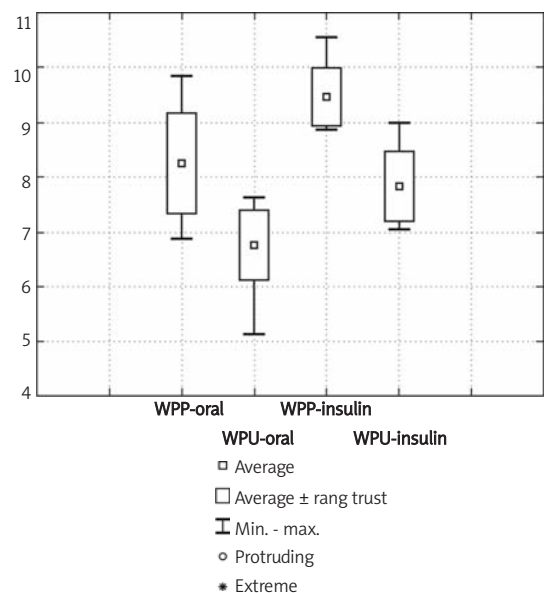 11
10
9
8
7
6
5
4
WPP-oral WPP-insulin
WPU-oral WPU-insulin
Average
Average ± rang trust
Min. - max.
Protruding
Extreme